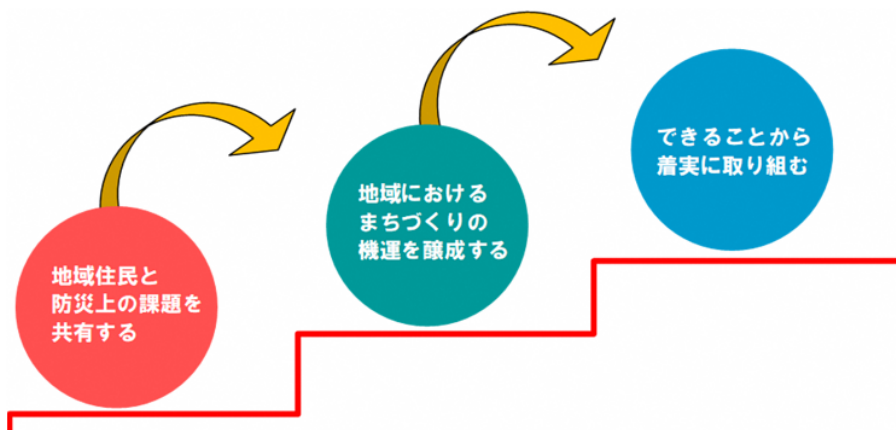 地域住民と
防災上の課題を
共有する
地域における
まちづくりの
機運を醸成する
できることから
着実に取り組む